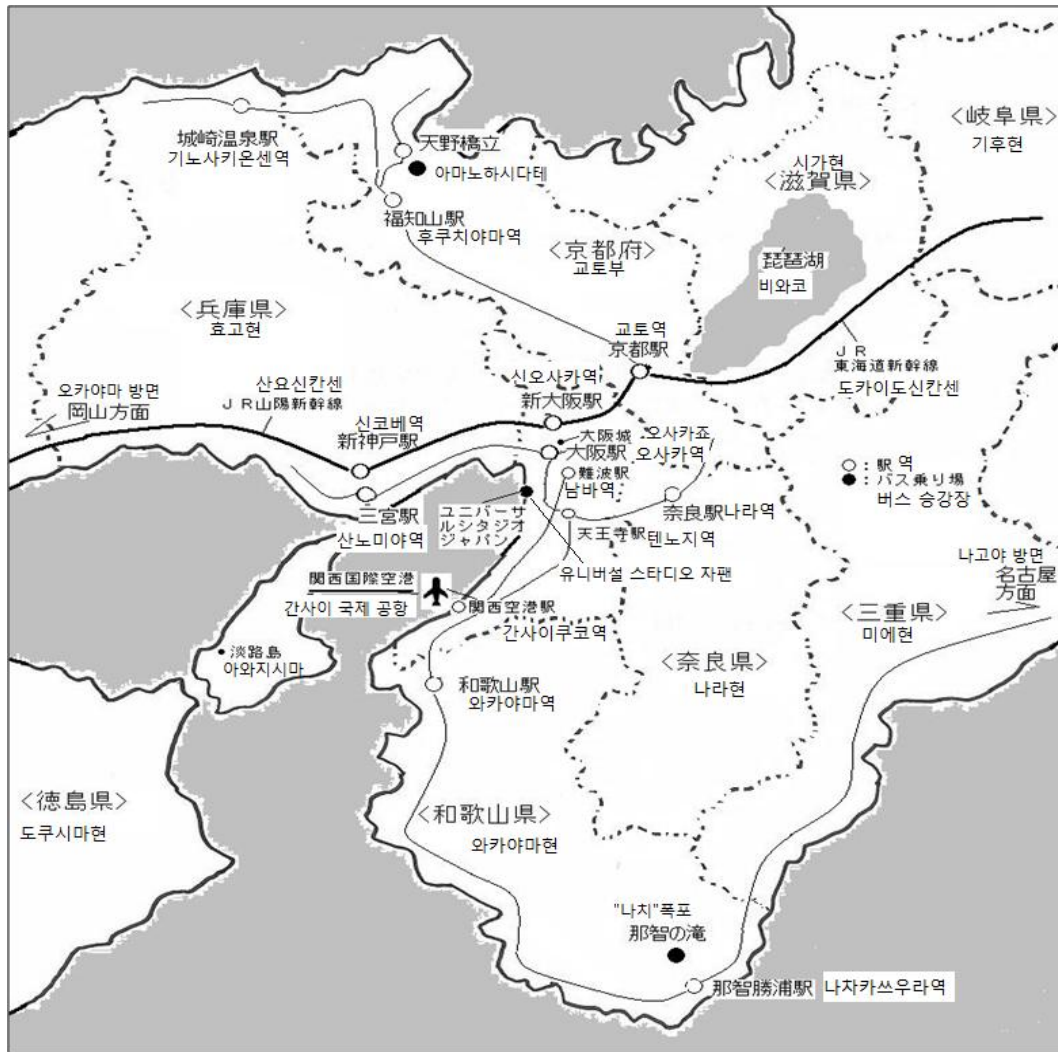 城崎温泉駅
기노사키온센역
天野橋立
아마노하시다테
福知山駅
후쿠치야마역
<岐阜県>
기후현
시가현
<滋賀県>
<京都府>
교토부
琵琶湖
비와코
<兵庫県>
효고현
교토역
京都駅
JR
東海道新幹線
도카이도신칸센
오카야마 방면
岡山方面
산요신칸센
JR山陽新幹線
신오사카역
新大阪駅
신코베역
新神戸駅
大阪城
오사카죠
大阪駅
오사카역
難波駅
남바역
○:駅 역
●:バス乗り場
버스 승강장
三宮駅
산노미야역
ユニバーサ
ルシタジオ
ジャパン
奈良駅 나라역
天王寺駅 텐노지역
유니버설 스타디오 자팬
나고야 방면
名古屋
方面
関西国際空港
간사이 국제 공항
関西空港駅
간사이쿠코역
<三重県>
미에현
淡路島
아와지시마
<奈良県>
나라현
和歌山駅
와카야마역
<徳島県>
도쿠시마현
<和歌山県>
와카야마현
"나치"폭포
那智の滝
那智勝浦駅 나차카쓰우라역